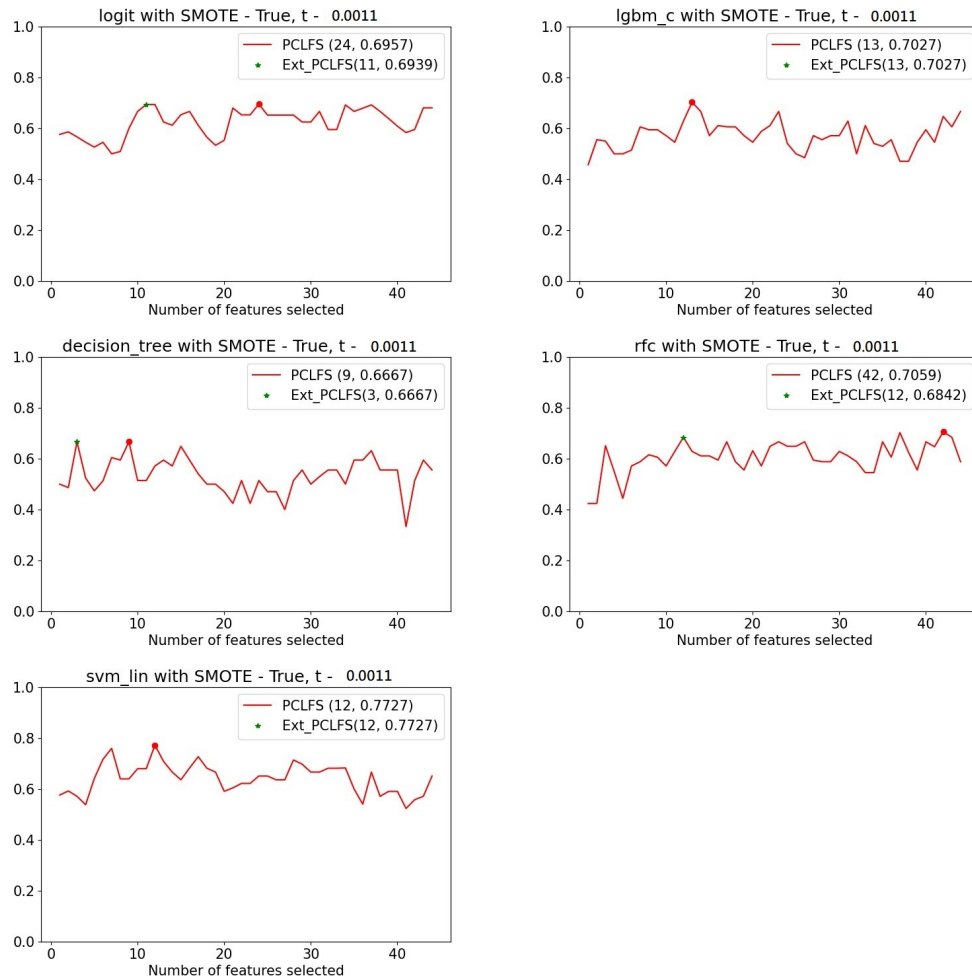 logit with SMOTE - True, t - 0.0011
PCLFS (24, 0.6957)
Ext_PCLFS(11, 0.6939)
1.0
0.8
0.6
0.4
0.2
0.0
0 10 20 30 40
Number of features selected
lgbm_c with SMOTE - True, t - 0.0011
PCLFS (13, 0.7027)
Ext_PCLFS(13, 0.7027)
1.0
0.8
0.6
0.4
0.2
0.0
0 10 20 30 40
Number of features selected
decision_tree with SMOTE - True, t - 0.0011
PCLFS (9, 0.6667)
Ext_PCLFS(3, 0.6667)
1.0
0.8
0.6
0.4
0.2
0.0
0 10 20 30 40
Number of features selected
rfc with SMOTE - True, t - 0.0011
PCLFS (42, 0.7059)
Ext_PCLFS(12, 0.6842)
1.0
0.8
0.6
0.4
0.2
0.0
0 10 20 30 40
Number of features selected
svm_lin with SMOTE - True, t - 0.0011
PCLFS (12, 0.7727)
Ext_PCLFS(12, 0.7727)
1.0
0.8
0.6
0.4
0.2
0.0
0 10 20 30 40
Number of features selected